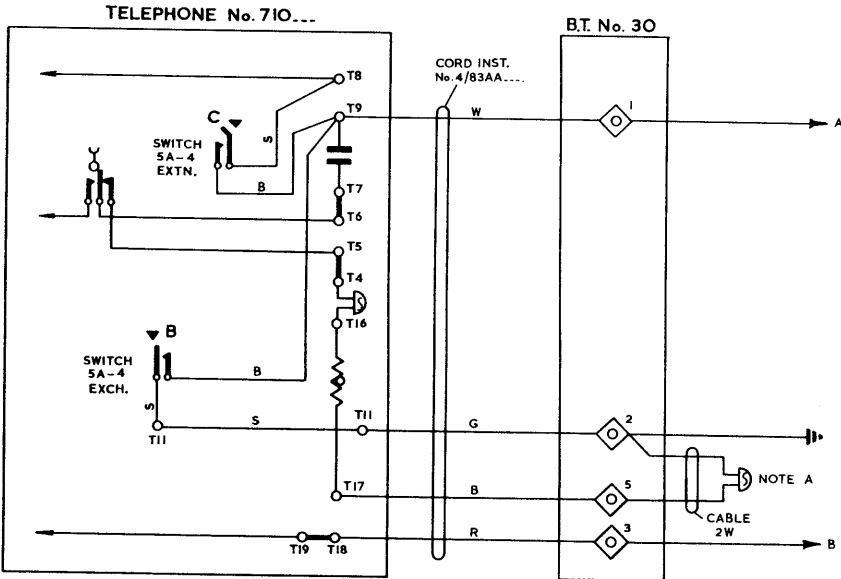 TELEPHONE No. 710---
B.T. No. 30
CORD INST.
No. 4/83AA----
T8
C
T9
W
1
A
SWITCH
5A-4
EXTN.
S
B
T7
T6
T5
T4
T16
B
SWITCH
5A-4
EXCH.
B
S
T11
S
T11
G
2
NOTE A
T17
B
5
CABLE
2W
T19
T18
R
3
B